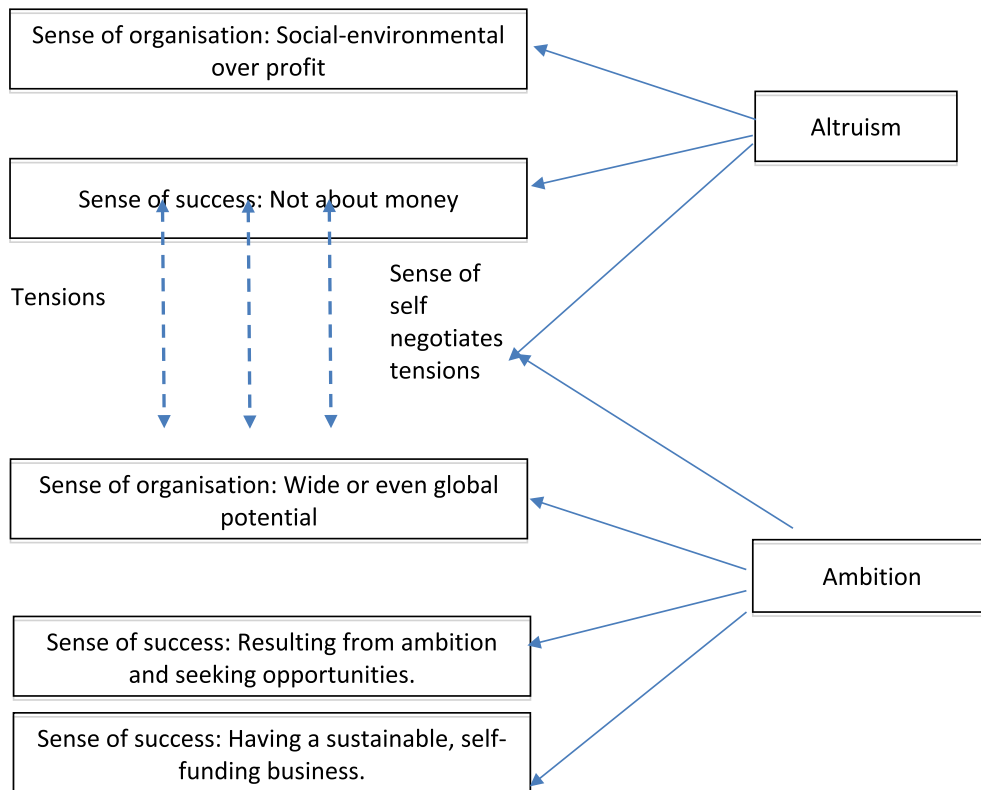 Sense of organisation: Social-environmental
over profit
Altruism
Sense of success: Not about money
Tensions
Sense of
self
negotiates
tensions
Sense of organisation: Wide or even global
potential
Ambition
Sense of success: Resulting from ambition
and seeking opportunities.
Sense of success: Having a sustainable, self-
funding business.